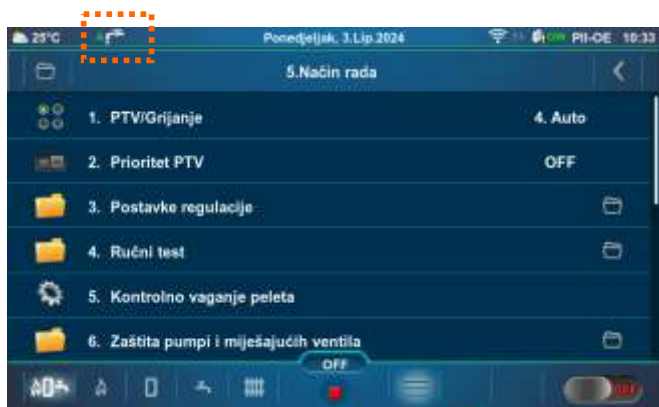 25°C Ponedjeljak, 3.Lip.2024 PII-OE 10:33
5.Način rada
1. PTV/Grijanje 4. Auto
2. Prioritet PTV OFF
3. Postavke regulacije
4. Ručni test
5. Kontrolno vaganje peleta
6. Zaštita pumpi i miješajućih ventila
OFF
OFF